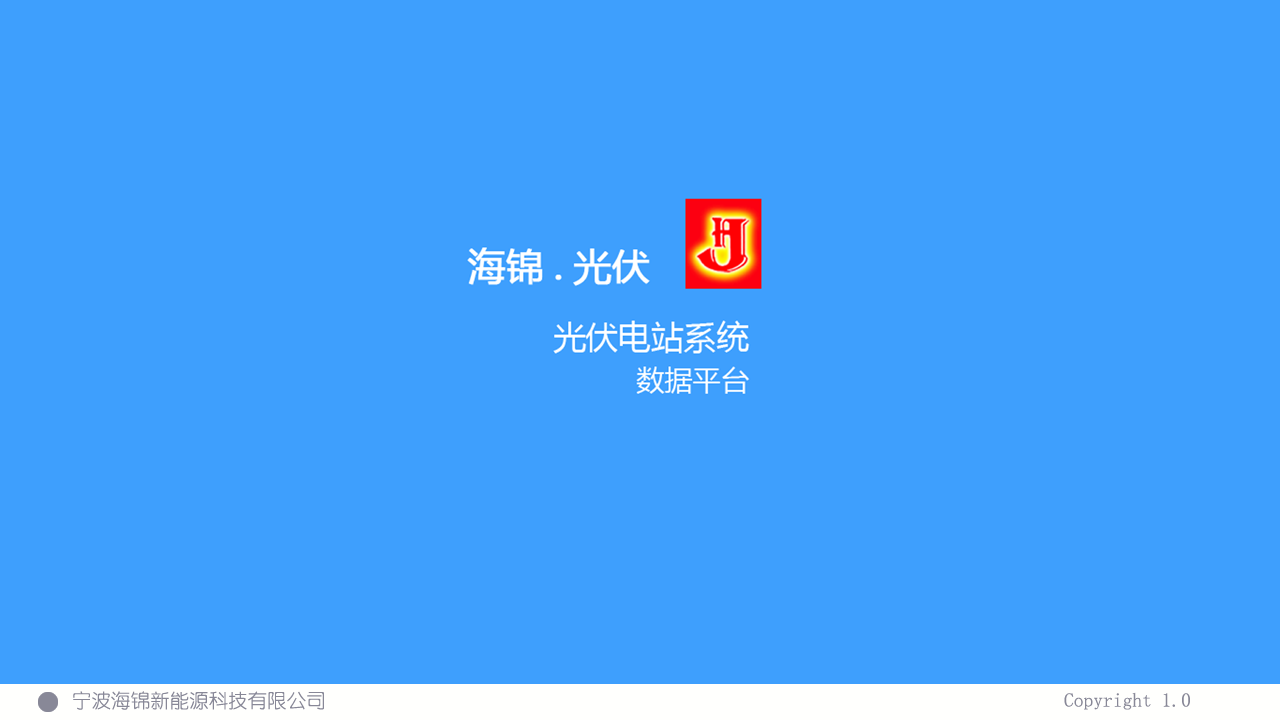 海锦 . 光伏
HJ
光伏电站系统
数据平台
宁波海锦新能源科技有限公司
Copyright 1.0